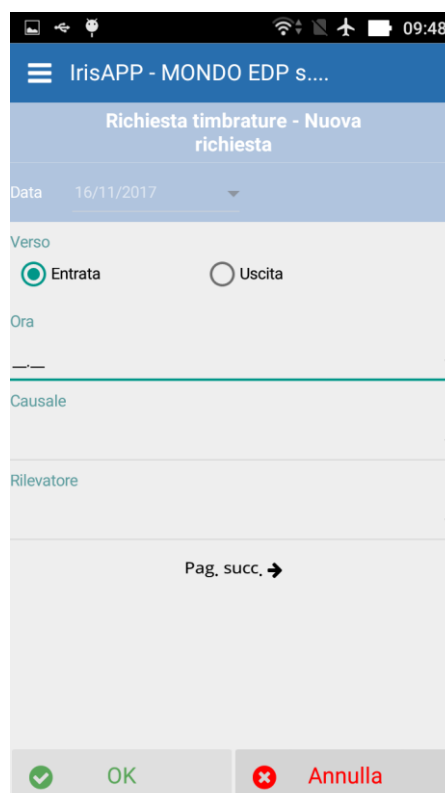 09:48
IrisAPP - MONDO EDP s....
Richiesta timbrature - Nuova
richiesta
Data 16/11/2017
Verso
Entrata Uscita
Ora
__.__
Causale
Rilevatore
Pag. succ.
OK Annulla